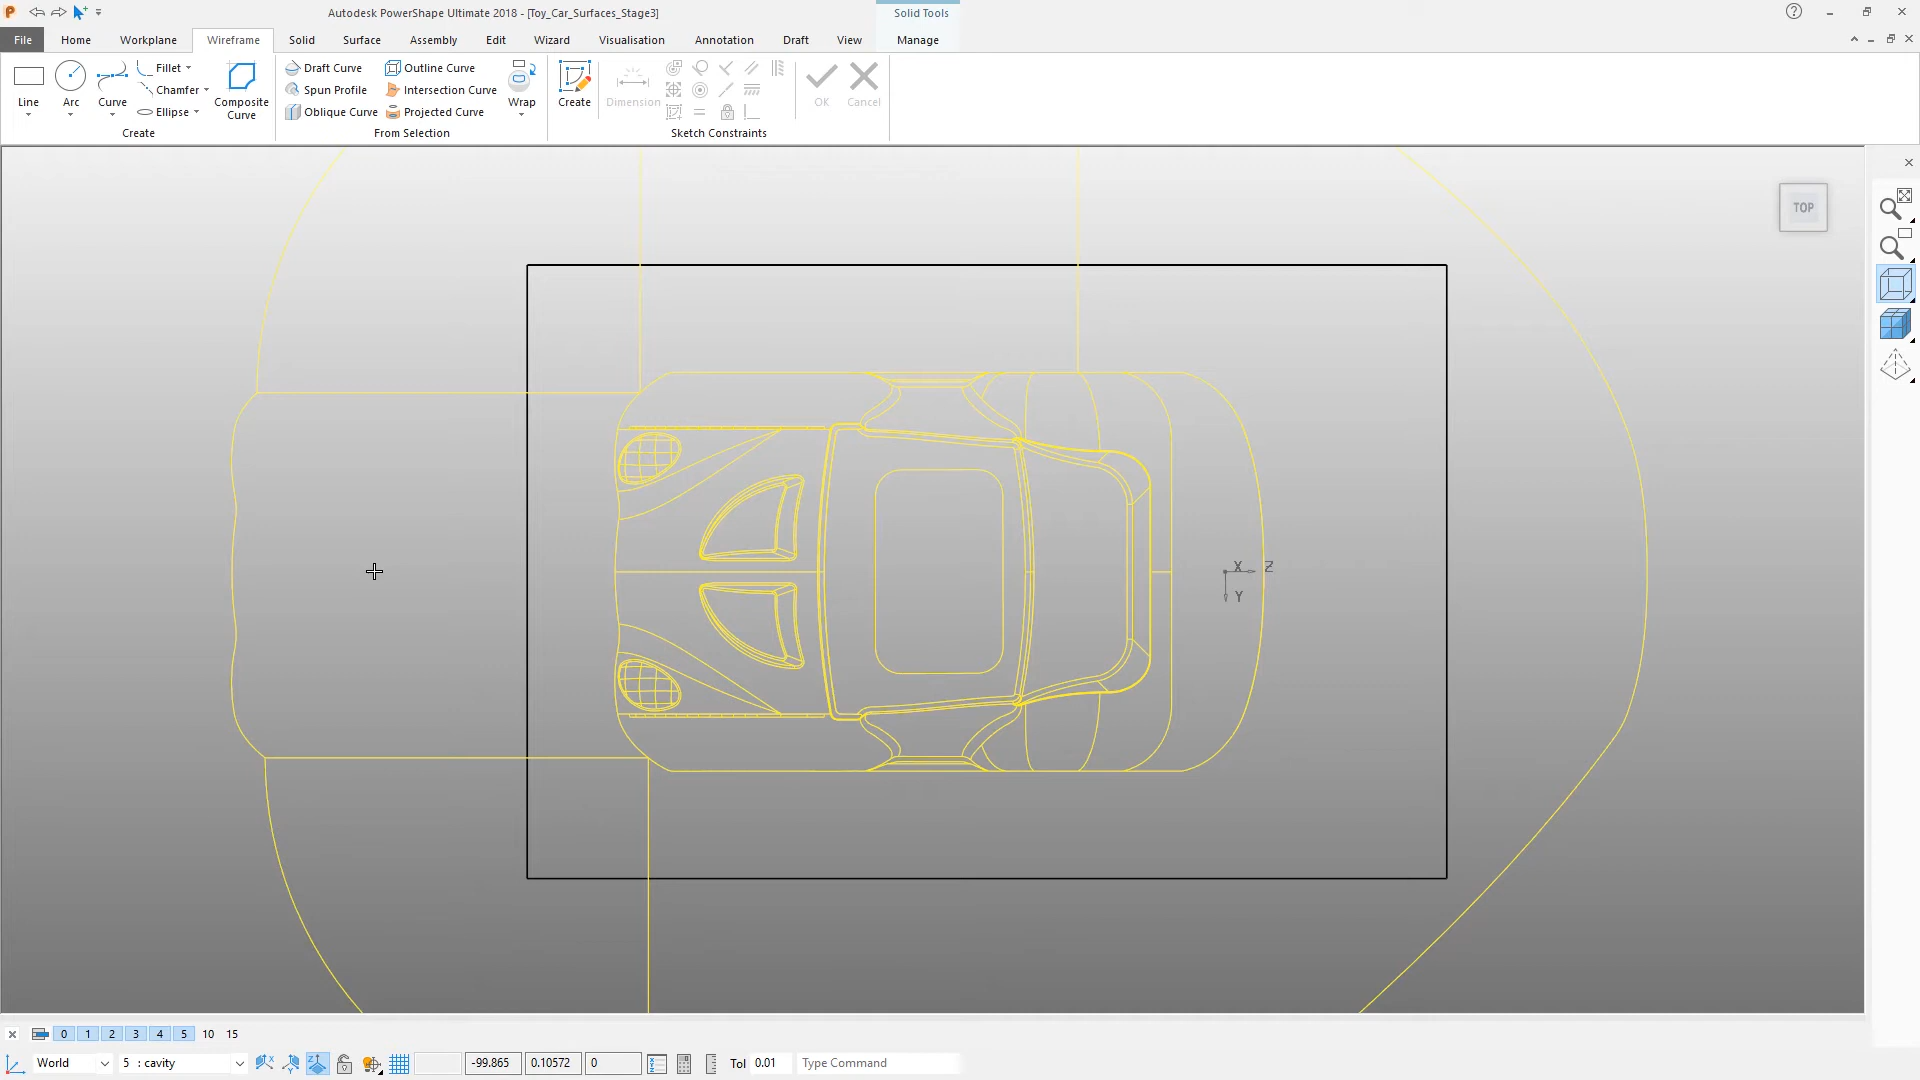 Autodesk PowerShape Ultimate 2018 - [Toy_Car_Surfaces_Stage3]
Solid Tools
File Home Workplane Wireframe Solid Surface Assembly Edit Wizard Visualisation Annotation Draft View Manage
Line
Arc
Curve
Fillet
Chamfer
Ellipse
Composite
Curve
Create
Draft Curve
Spun Profile
Oblique Curve
Outline Curve
Intersection Curve
Projected Curve
Wrap
From Selection
Create
Dimension
OK
Cancel
Sketch Constraints
TOP
X
Z
Y
0 1 2 3 4 5 10 15
World
5 : cavity
-99.865
0.10572
0
Tol 0.01
Type Command